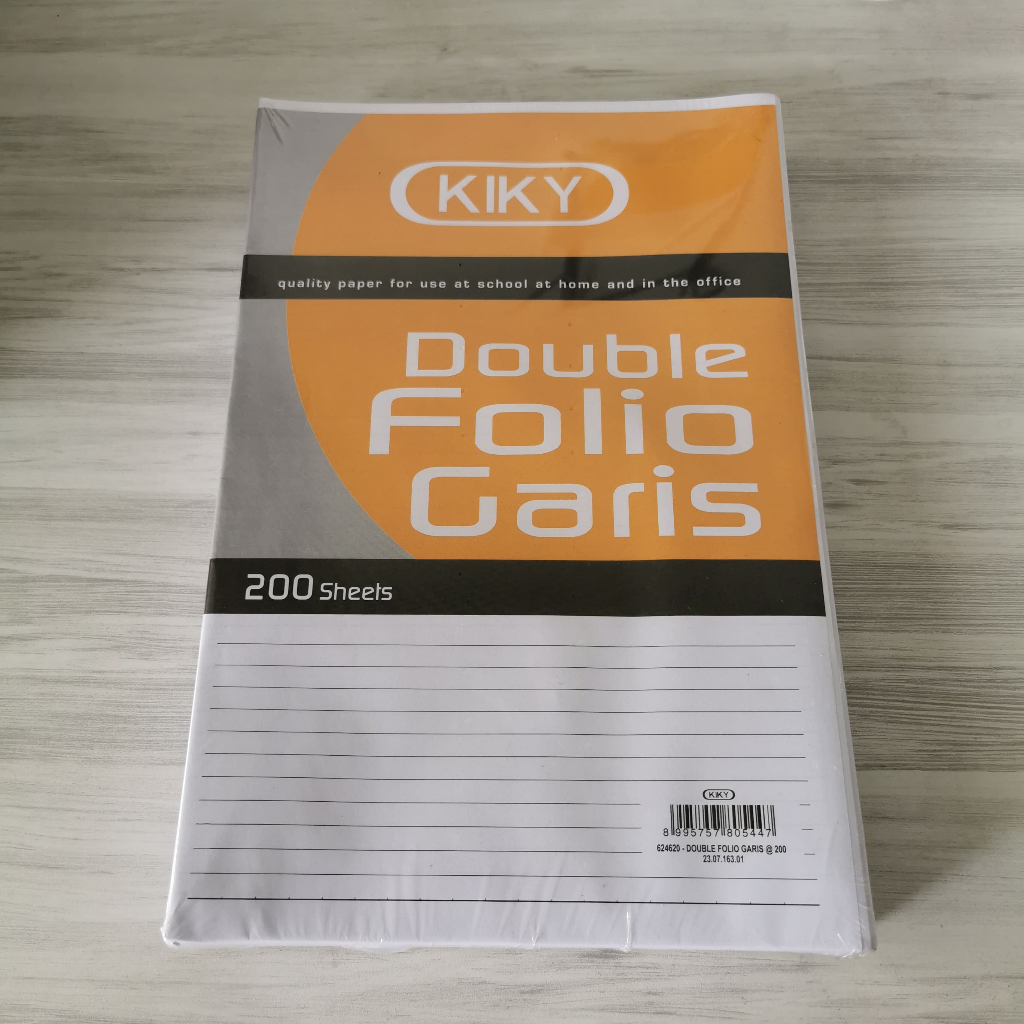 KIKY
quality paper for use at school at home and in the office
Double
Folio
Garis
200 Sheets
KIKY
8 995757 805447
624620 - DOUBLE FOLIO GARIS @ 200
23.07.163.01